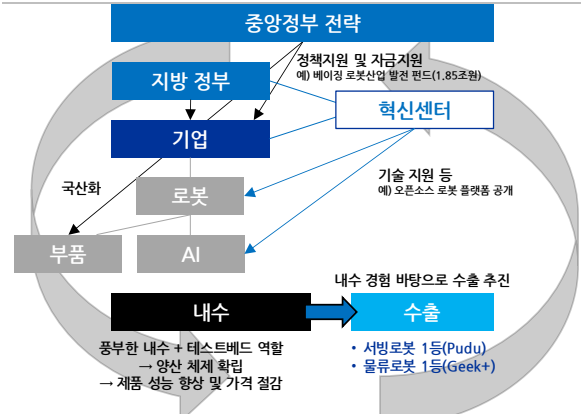 중앙정부 전략
정책지원 및 자금지원
예) 베이징 로봇산업 발전 펀드(1.85조원)
지방 정부
혁신센터
기업
기술 지원 등
예) 오픈소스 로봇 플랫폼 공개
국산화
로봇
부품
AI
내수 경험 바탕으로 수출 추진
내수
수출
풍부한 내수 + 테스트베드 역할
→ 양산 체제 확립
→ 제품 성능 향상 및 가격 절감
• 서빙로봇 1등(Pudu)
• 물류로봇 1등(Geek+)